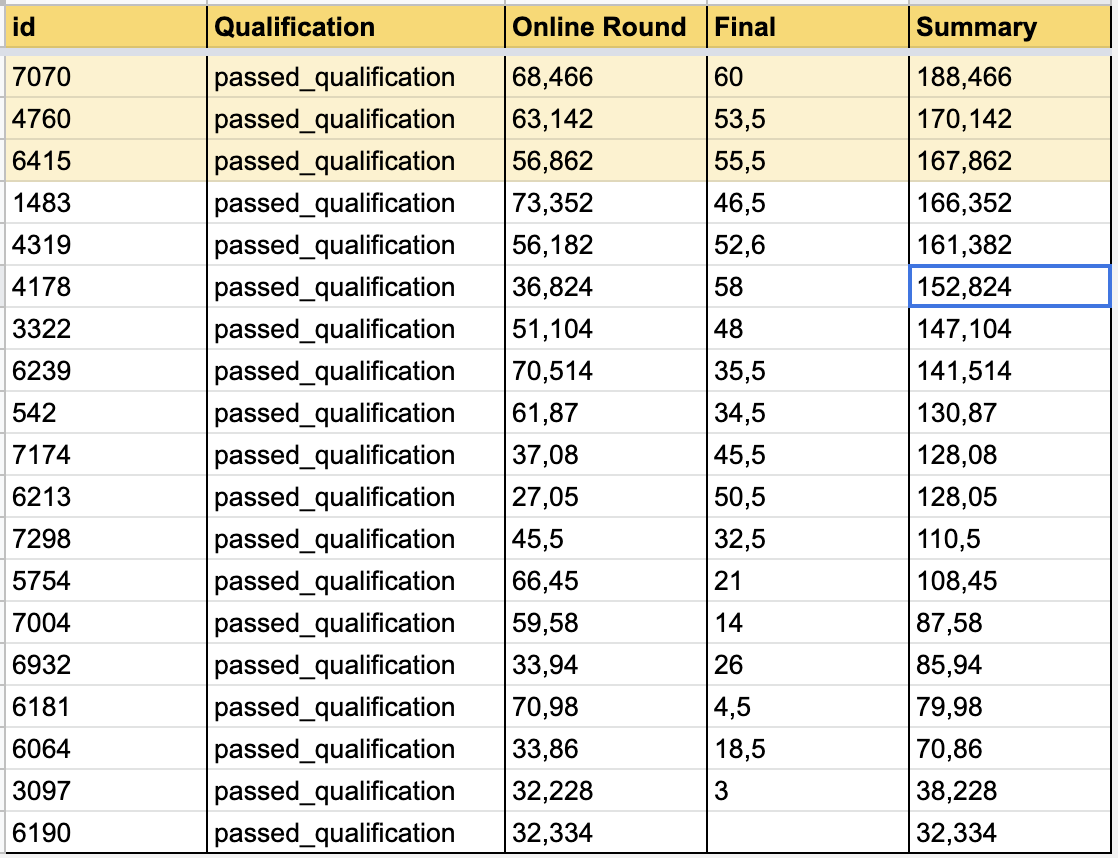 id Qualification Online Round Final Summary
7070 passed_qualification 68,466 60 188,466
4760 passed_qualification 63,142 53,5 170,142
6415 passed_qualification 56,862 55,5 167,862
1483 passed_qualification 73,352 46,5 166,352
4319 passed_qualification 56,182 52,6 161,382
4178 passed_qualification 36,824 58 152,824
3322 passed_qualification 51,104 48 147,104
6239 passed_qualification 70,514 35,5 141,514
542 passed_qualification 61,87 34,5 130,87
7174 passed_qualification 37,08 45,5 128,08
6213 passed_qualification 27,05 50,5 128,05
7298 passed_qualification 45,5 32,5 110,5
5754 passed_qualification 66,45 21 108,45
7004 passed_qualification 59,58 14 87,58
6932 passed_qualification 33,94 26 85,94
6181 passed_qualification 70,98 4,5 79,98
6064 passed_qualification 33,86 18,5 70,86
3097 passed_qualification 32,228 3 38,228
6190 passed_qualification 32,334 32,334